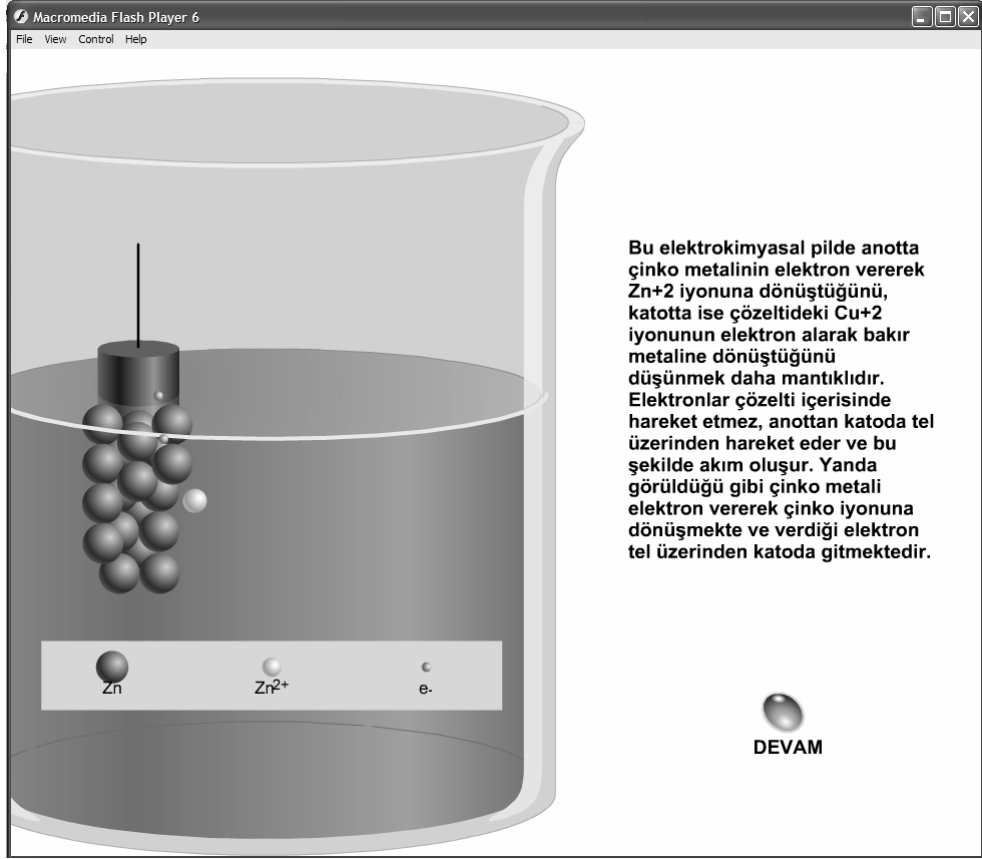 Macromedia Flash Player 6
File View Control Help
Bu elektrokimyasal pilde anotta
çinko metalinin elektron vererek
Zn+2 iyonuna dönüştüğünü,
katotta ise çözeltideki Cu+2
iyonunun elektron alarak bakır
metaline dönüştüğünü
düşünmek daha mantıklıdır.
Elektronlar çözelti içerisinde
hareket etmez, anottan katoda tel
üzerinden hareket eder ve bu
şekilde akım oluşur. Yanda
görüldüğü gibi çinko metali
elektron vererek çinko iyonuna
dönüşmekte ve verdiği elektron
tel üzerinden katoda gitmektedir.
Zn Zn2+ e-
DEVAM